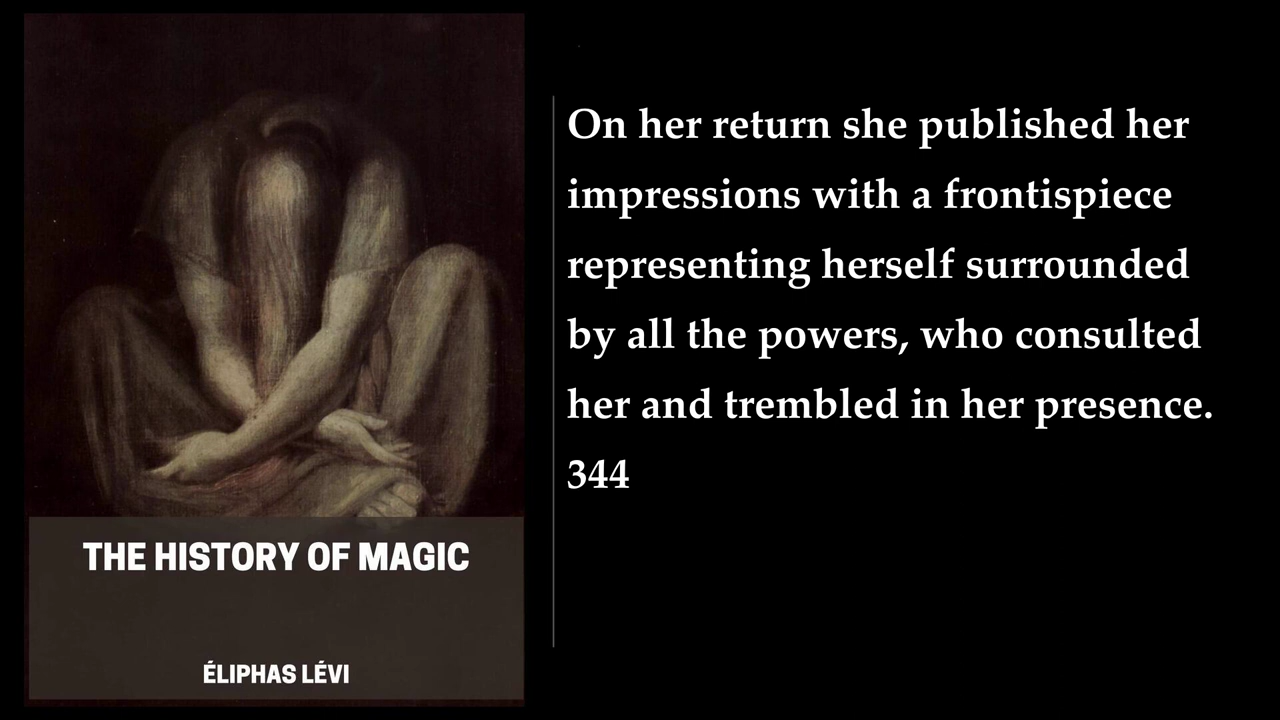 THE HISTORY OF MAGIC
ÉLIPHAS LÉVI
On her return she published her
impressions with a frontispiece
representing herself surrounded
by all the powers, who consulted
her and trembled in her presence.
344